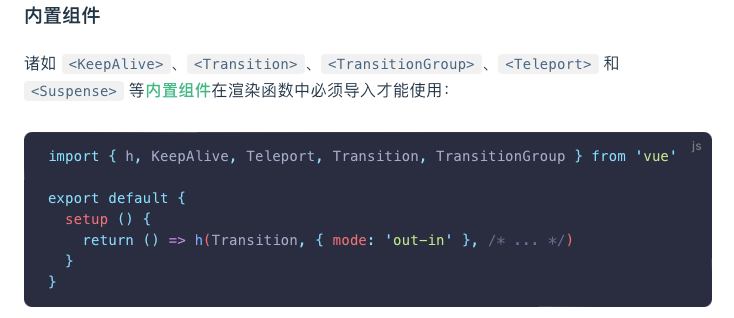 内置组件
诸如 <KeepAlive>、<Transition>、<TransitionGroup>、<Teleport> 和
<Suspense> 等内置组件在渲染函数中必须导入才能使用：
js
import { h, KeepAlive, Teleport, Transition, TransitionGroup } from 'vue'
export default {
  setup () {
    return () => h(Transition, { mode: 'out-in' }, /* ... */)
  }
}